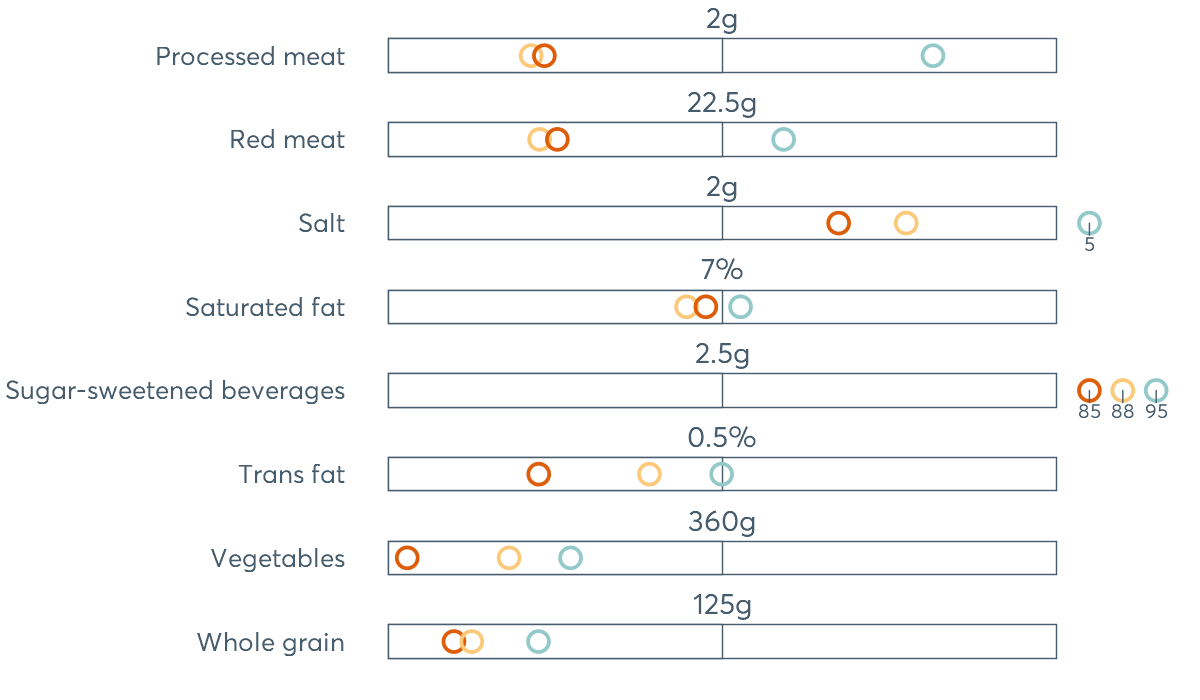 2g
Processed meat
22.5g
Red meat
2g
Salt
5
7%
Saturated fat
2.5g
Sugar-sweetened beverages
85 88 95
0.5%
Trans fat
360g
Vegetables
125g
Whole grain